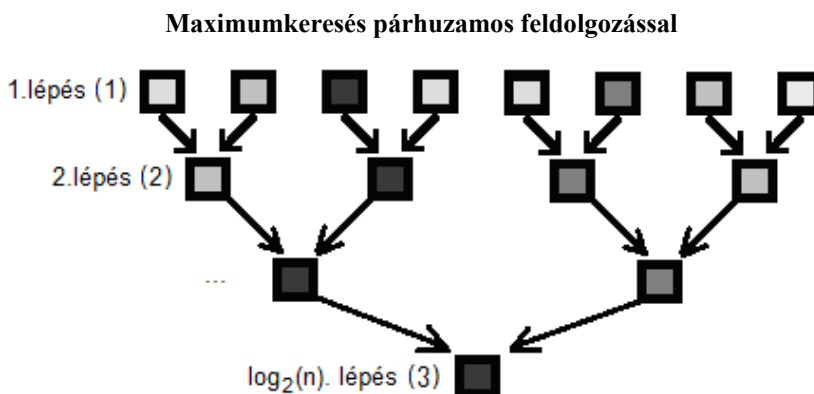 Maximumkeresés párhuzamos feldolgozással
1.lépés (1)
2.lépés (2)
...
log₂(n). lépés (3)